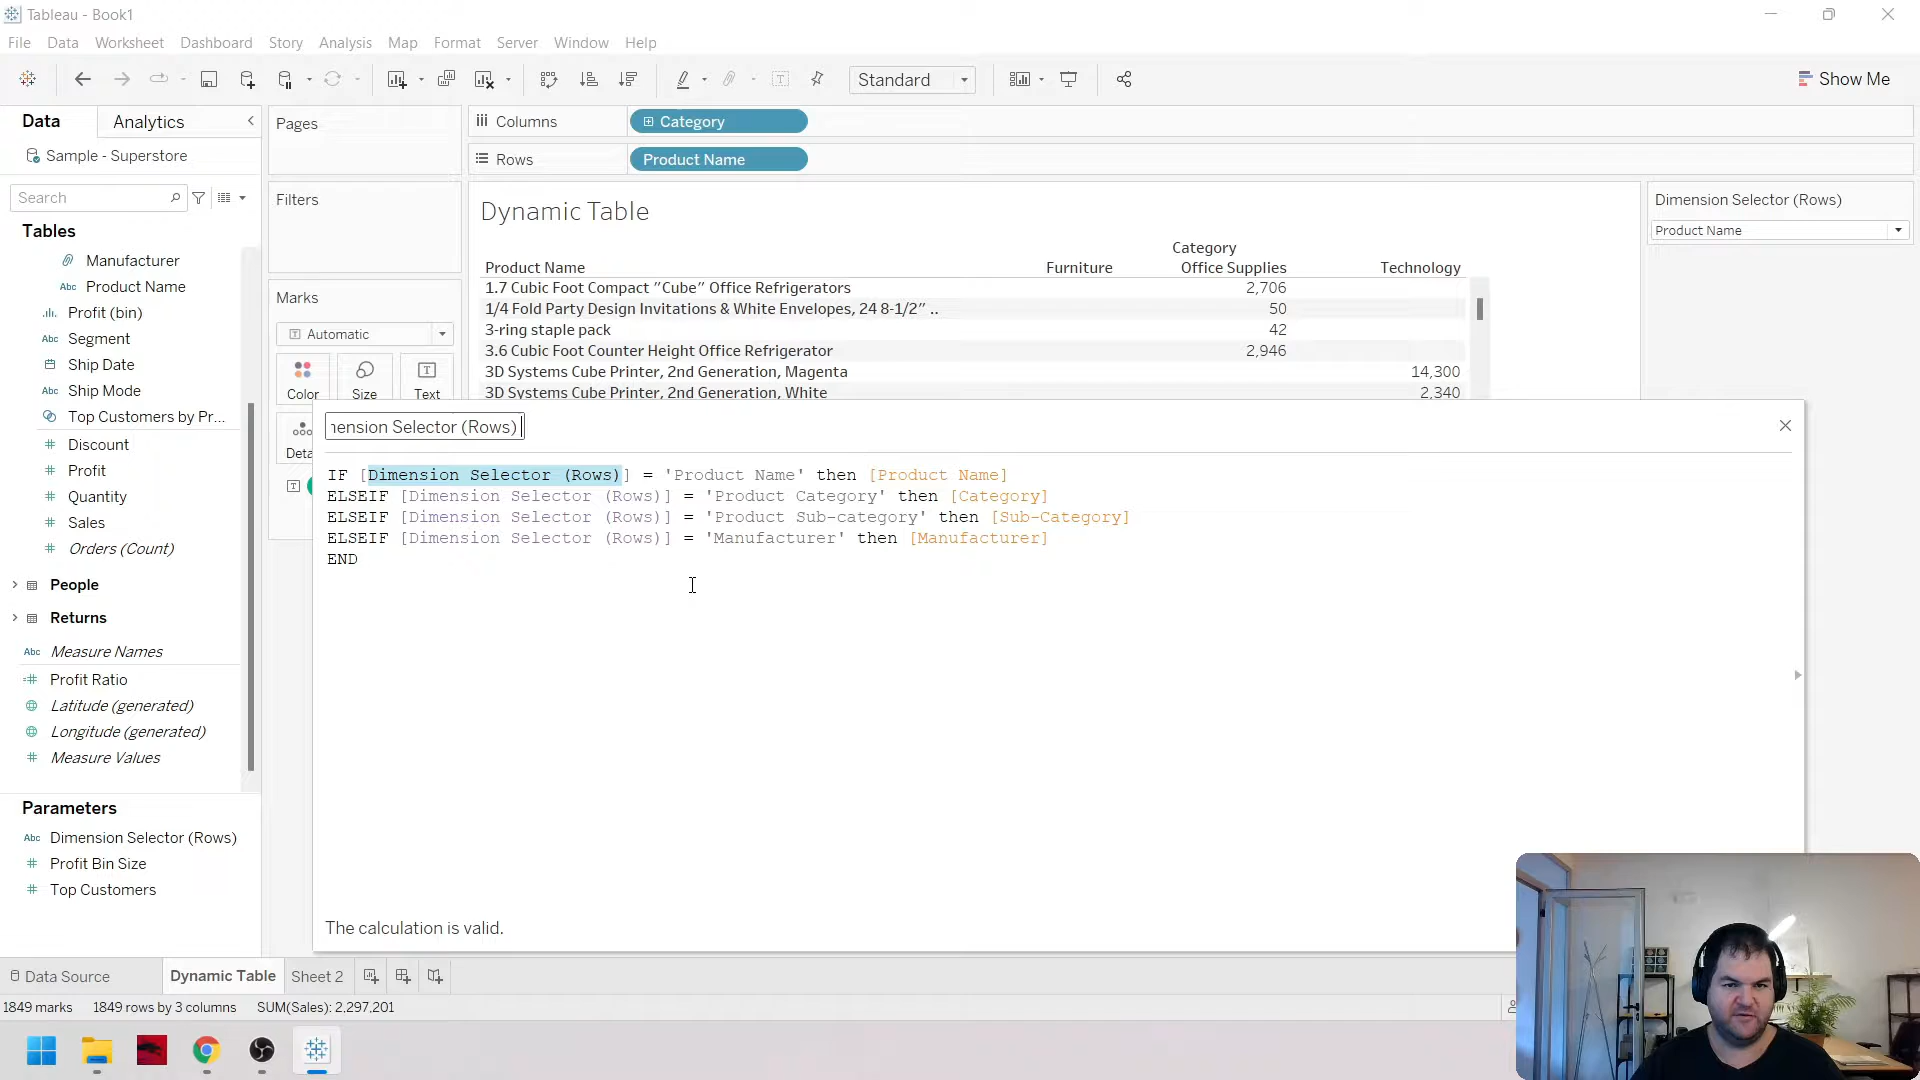 Tableau - Book1
File Data Worksheet Dashboard Story Analysis Map Format Server Window Help
Standard
Show Me
Data Analytics
Sample - Superstore
Search
Tables
Manufacturer
Abc Product Name
Profit (bin)
Abc Segment
Ship Date
Abc Ship Mode
Top Customers by Pr...
Discount
Profit
Quantity
Sales
Orders (Count)
People
Returns
Abc Measure Names
Profit Ratio
Latitude (generated)
Longitude (generated)
Measure Values
Parameters
Abc Dimension Selector (Rows)
Profit Bin Size
Top Customers
Pages
Filters
Marks
Automatic
Color Size Text
Deta
Columns Category
Rows Product Name
Dynamic Table
Category
Product Name Furniture Office Supplies Technology
1.7 Cubic Foot Compact "Cube" Office Refrigerators 2,706
1/4 Fold Party Design Invitations & White Envelopes, 24 8-1/2" .. 50
3-ring staple pack 42
3.6 Cubic Foot Counter Height Office Refrigerator 2,946
3D Systems Cube Printer, 2nd Generation, Magenta 14,300
3D Systems Cube Printer, 2nd Generation, White 2,340
Dimension Selector (Rows)
Product Name
mension Selector (Rows)
IF [Dimension Selector (Rows)] = 'Product Name' then [Product Name]
ELSEIF [Dimension Selector (Rows)] = 'Product Category' then [Category]
ELSEIF [Dimension Selector (Rows)] = 'Product Sub-category' then [Sub-Category]
ELSEIF [Dimension Selector (Rows)] = 'Manufacturer' then [Manufacturer]
END
The calculation is valid.
Data Source Dynamic Table Sheet 2
1849 marks 1849 rows by 3 columns SUM(Sales): 2,297,201